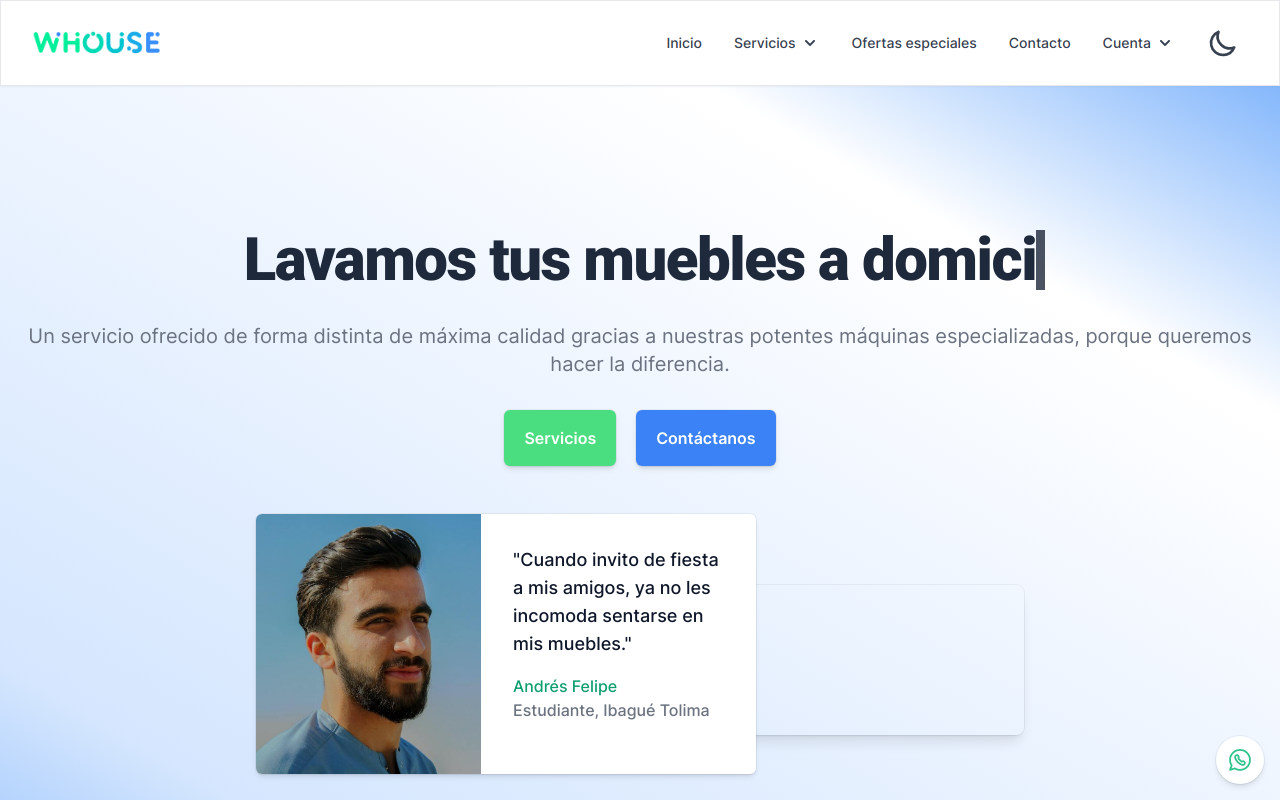 WHOUSE
Inicio
Servicios
Ofertas especiales
Contacto
Cuenta
Lavamos tus muebles a domici
Un servicio ofrecido de forma distinta de máxima calidad gracias a nuestras potentes máquinas especializadas, porque queremos
hacer la diferencia.
Servicios
Contáctanos
"Cuando invito de fiesta
a mis amigos, ya no les
incomoda sentarse en
mis muebles."
Andrés Felipe
Estudiante, Ibagué Tolima